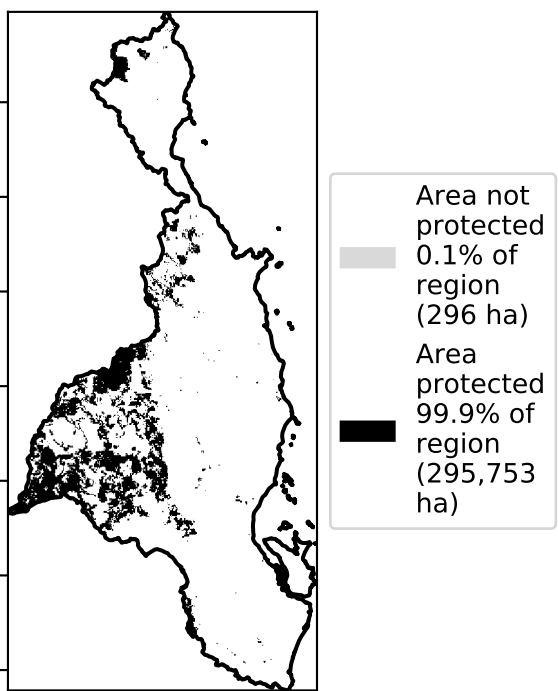 Area not
protected
0.1% of
region
(296 ha)
Area
protected
99.9% of
region
(295,753
ha)